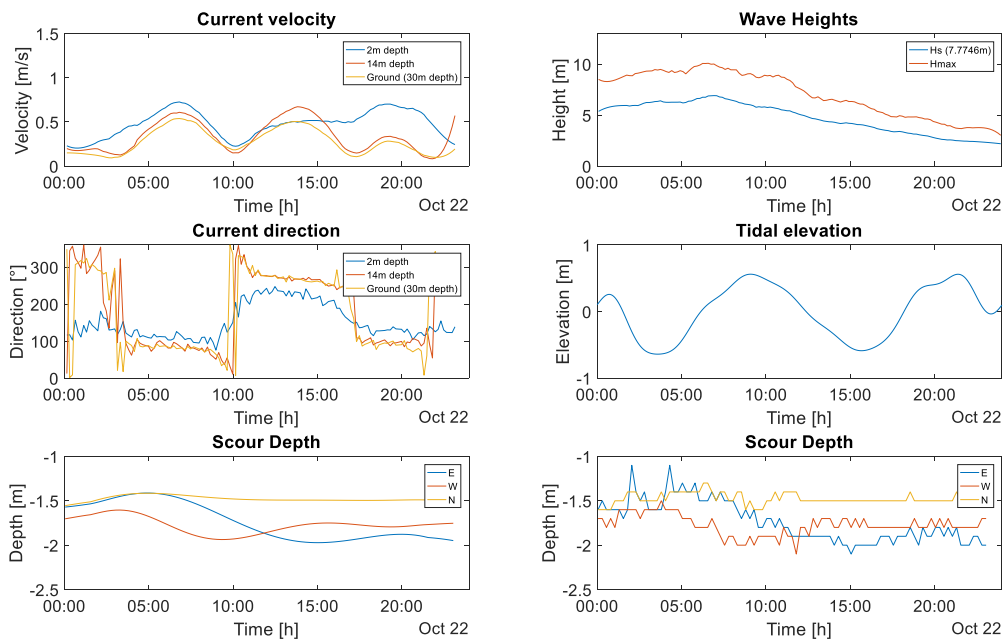 Current velocity
Velocity [m/s]
1.5
1
0.5
0
2m depth
14m depth
Ground (30m depth)
00:00 05:00 10:00 15:00 20:00
Time [h]
Oct 22
Wave Heights
Height [m]
10
5
0
Hs (7.7746m)
Hmax
00:00 05:00 10:00 15:00 20:00
Time [h]
Oct 22
Current direction
Direction [°]
300
200
100
0
2m depth
14m depth
Ground (30m depth)
00:00 05:00 10:00 15:00 20:00
Time [h]
Oct 22
Tidal elevation
Elevation [m]
1
0
-1
00:00 05:00 10:00 15:00 20:00
Time [h]
Oct 22
Scour Depth
Depth [m]
-1
-1.5
-2
-2.5
E
W
N
00:00 05:00 10:00 15:00 20:00
Time [h]
Oct 22
Scour Depth
Depth [m]
-1
-1.5
-2
-2.5
E
W
N
00:00 05:00 10:00 15:00 20:00
Time [h]
Oct 22